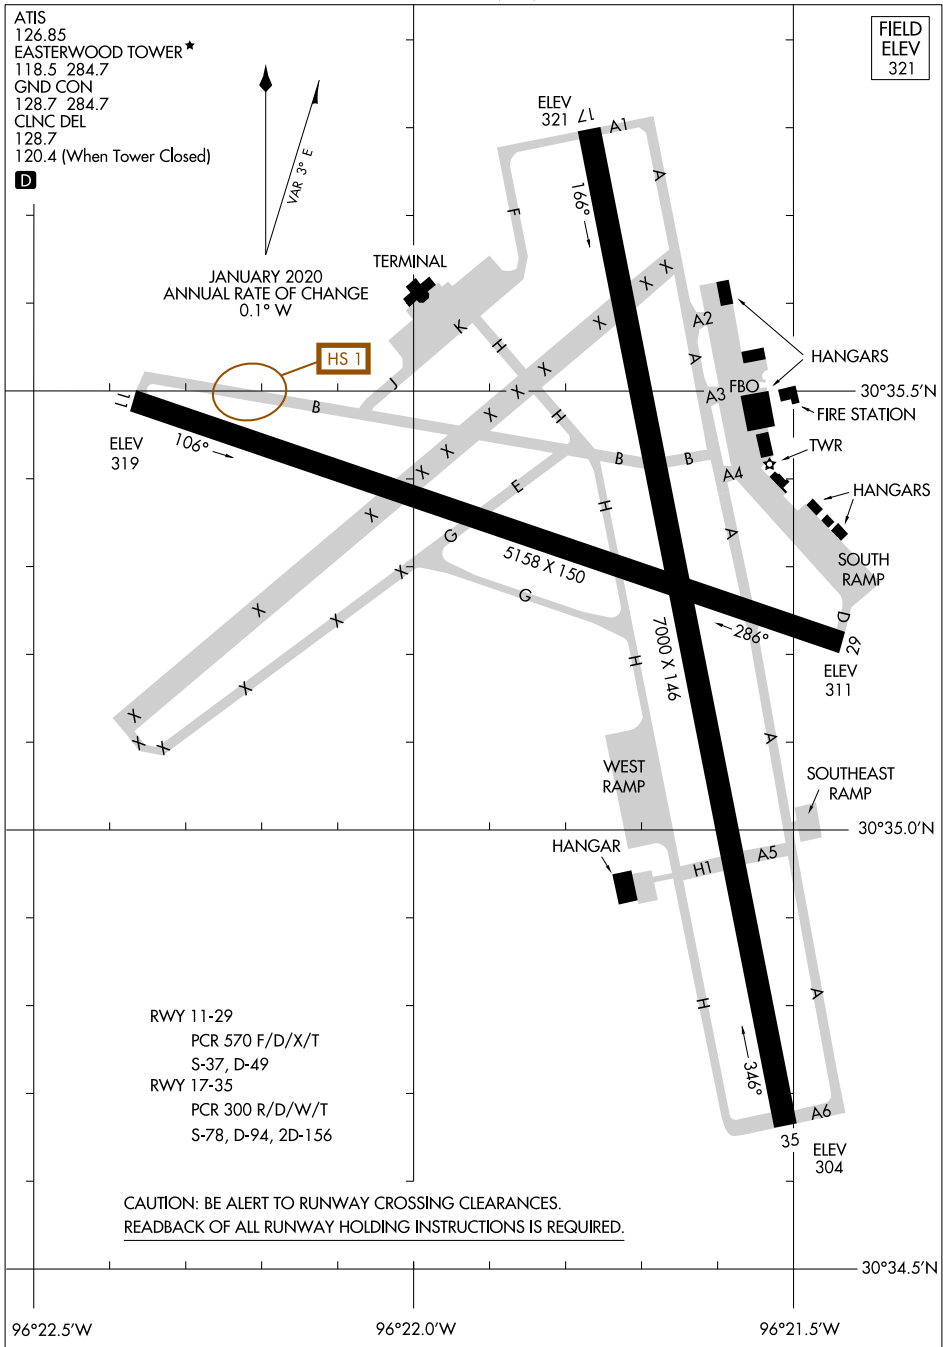 ATIS
126.85
EASTERWOOD TOWER★
118.5 284.7
GND CON
128.7 284.7
CLNC DEL
128.7
120.4 (When Tower Closed)
D
FIELD
ELEV
321
VAR 3° E
JANUARY 2020
ANNUAL RATE OF CHANGE
0.1° W
ELEV
321
17
A1
A
F
166°
TERMINAL
X
X
X
K
H
A2
A
HANGARS
HS 1
J
X
X
X
A3
FBO
30°35.5'N
FIRE STATION
11
B
H
ELEV
319
106°
X
X
B
B
TWR
A4
HANGARS
E
H
X
G
A
5158 X 150
SOUTH
RAMP
X
G
X
X
D
29
286°
7000 X 146
H
ELEV
311
X
X
X
X
A
WEST
RAMP
SOUTHEAST
RAMP
30°35.0'N
HANGAR
H1
A5
H
A
RWY 11-29
PCR 570 F/D/X/T
S-37, D-49
RWY 17-35
PCR 300 R/D/W/T
S-78, D-94, 2D-156
346°
A6
35
ELEV
304
CAUTION: BE ALERT TO RUNWAY CROSSING CLEARANCES.
READBACK OF ALL RUNWAY HOLDING INSTRUCTIONS IS REQUIRED.
30°34.5'N
96°22.5'W
96°22.0'W
96°21.5'W